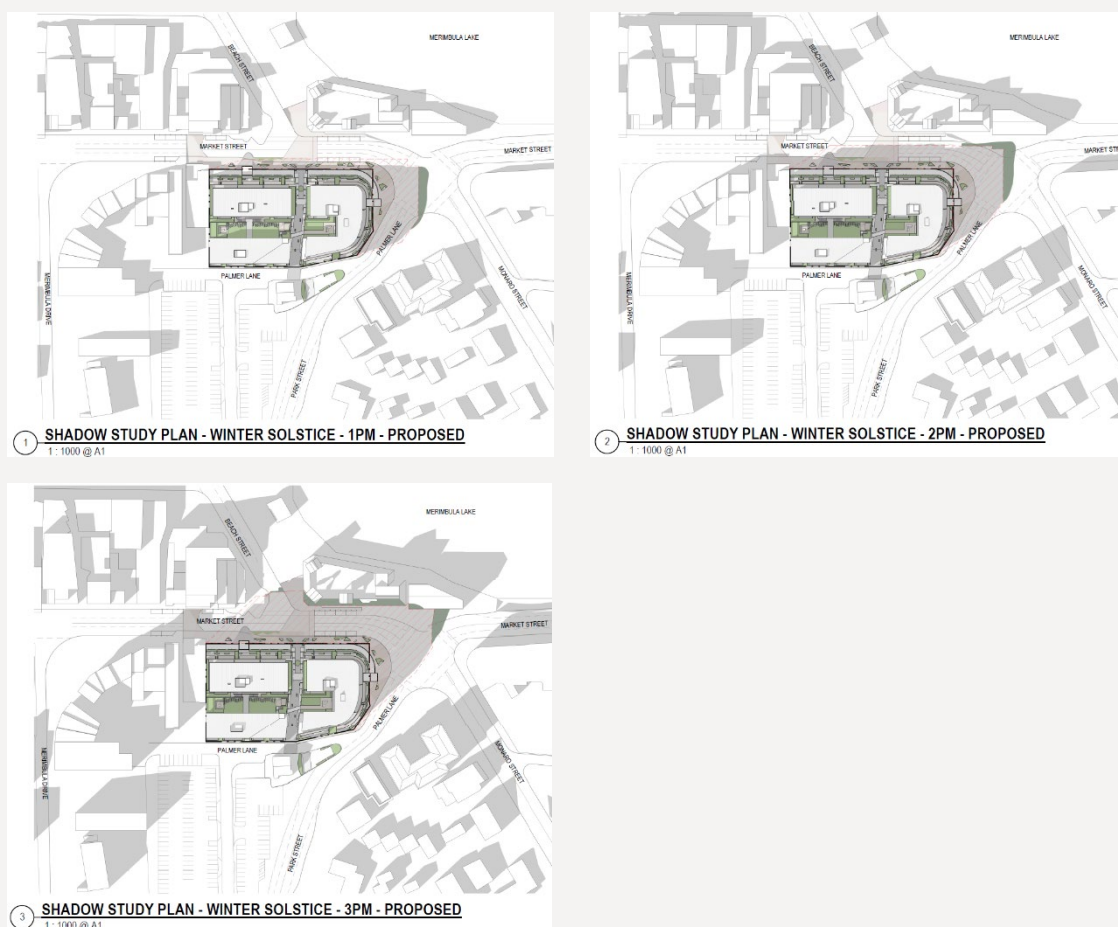 MERIMBULA LAKE
BEACH STREET
MARKET STREET
MARKET STREET
PALMER LANE
PALMER LANE
MERIMBULA DRIVE
MONARO STREET
PARK STREET
1 SHADOW STUDY PLAN - WINTER SOLSTICE - 1PM - PROPOSED
1 : 1000 @ A1
MERIMBULA LAKE
BEACH STREET
MARKET STREET
MARKET STR
PALMER LANE
PALMER LANE
MERIMBULA DRIVE
MONARO STREET
PARK STREET
2 SHADOW STUDY PLAN - WINTER SOLSTICE - 2PM - PROPOSED
1 : 1000 @ A1
MERIMBULA LAKE
BEACH STREET
MARKET STREET
MARKET STREET
PALMER LANE
PALMER LANE
MERIMBULA DRIVE
MONARO STREET
PARK STREET
3 SHADOW STUDY PLAN - WINTER SOLSTICE - 3PM - PROPOSED
1 : 1000 @ A1